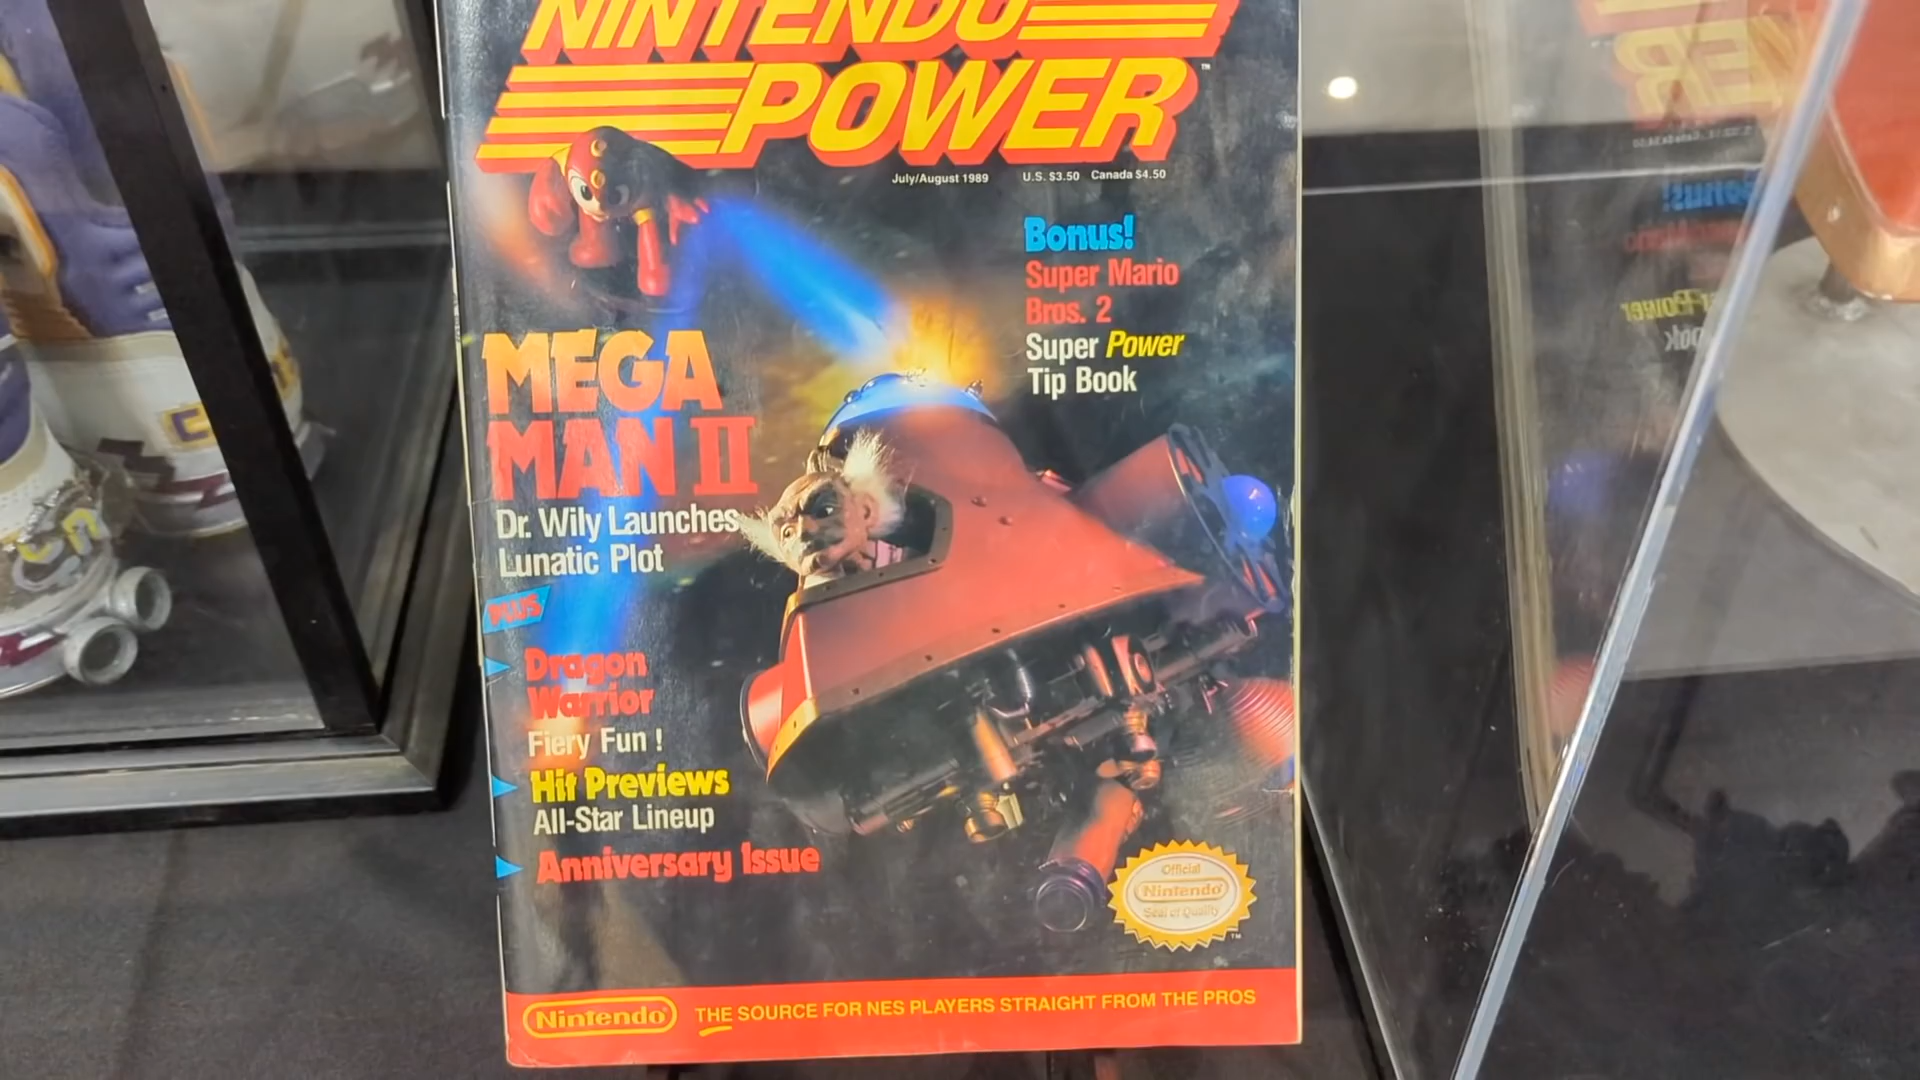 NINTENDO
POWER™
July/August 1989 U.S. $3.50 Canada $4.50
Bonus!
Super Mario
Bros. 2
Super Power
Tip Book
MEGA
MAN II
Dr. Wily Launches
Lunatic Plot
PLUS
Dragon
Warrior
Fiery Fun !
Hit Previews
All-Star Lineup
Anniversary Issue
Official
Nintendo
Seal of Quality
TM
Nintendo THE SOURCE FOR NES PLAYERS STRAIGHT FROM THE PROS